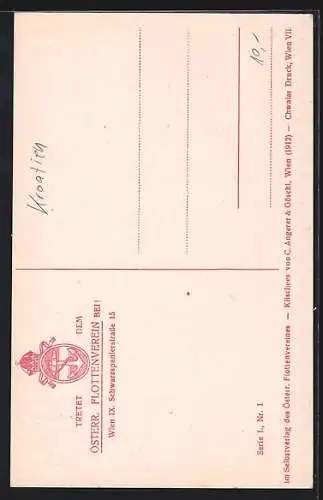 TRETET DEM
ÖSTERR. FLOTTENVEREIN BEI!
Wien IX. Schwarzspanierstraße 15
Kroatien
10,-
Serie I., Nr. 1
Im Selbstverlag des Österr. Flottenvereines — Klischees von C. Angerer & Göschl, Wien (1912) — Chwalas Druck, Wien VII.